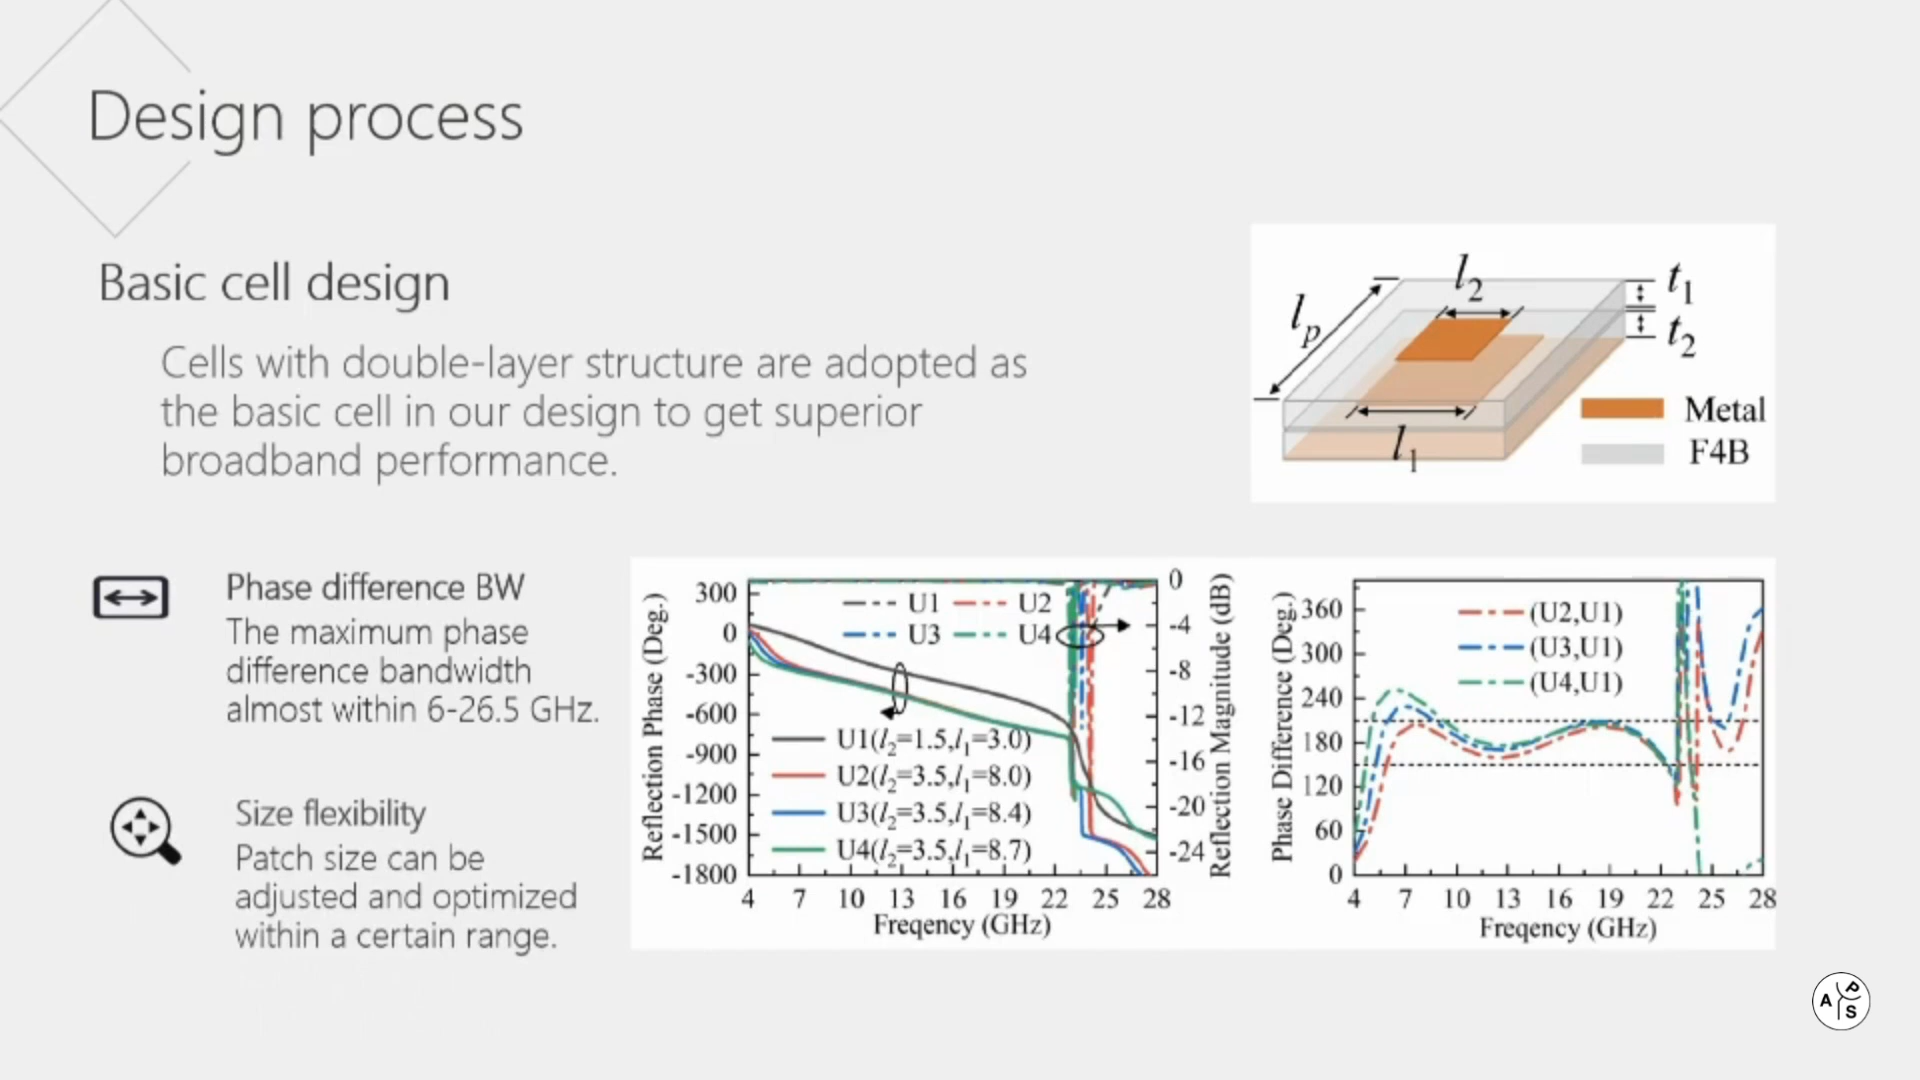 Design process
Basic cell design
Cells with double-layer structure are adopted as
the basic cell in our design to get superior
broadband performance.
l2
lp
t1
t2
l1
Metal
F4B
Phase difference BW
The maximum phase
difference bandwidth
almost within 6-26.5 GHz.
Size flexibility
Patch size can be
adjusted and optimized
within a certain range.
Reflection Phase (Deg.)
300
0
-300
-600
-900
-1200
-1500
-1800
U1 U2
U3 U4
U1(l2=1.5,l1=3.0)
U2(l2=3.5,l1=8.0)
U3(l2=3.5,l1=8.4)
U4(l2=3.5,l1=8.7)
4 7 10 13 16 19 22 25 28
Freqency (GHz)
0
-4
-8
-12
-16
-20
-24
Reflection Magnitude (dB)
Phase Difference (Deg.)
360
300
240
180
120
60
0
(U2,U1)
(U3,U1)
(U4,U1)
4 7 10 13 16 19 22 25 28
Freqency (GHz)
A P S